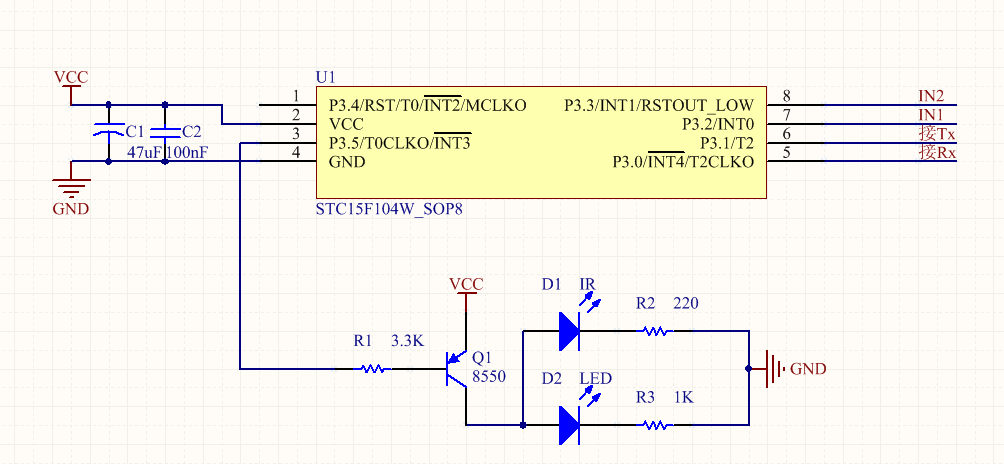 VCC
C1
47uF
C2
100nF
GND
U1
1
2
3
4
P3.4/RST/T0/INT2/MCLKO
VCC
P3.5/T0CLKO/INT3
GND
P3.3/INT1/RSTOUT_LOW
P3.2/INT0
P3.1/T2
P3.0/INT4/T2CLKO
8
7
6
5
IN2
IN1
接Tx
接Rx
STC15F104W_SOP8
VCC
R1 3.3K
Q1
8550
D1 IR
R2 220
D2 LED
R3 1K
GND